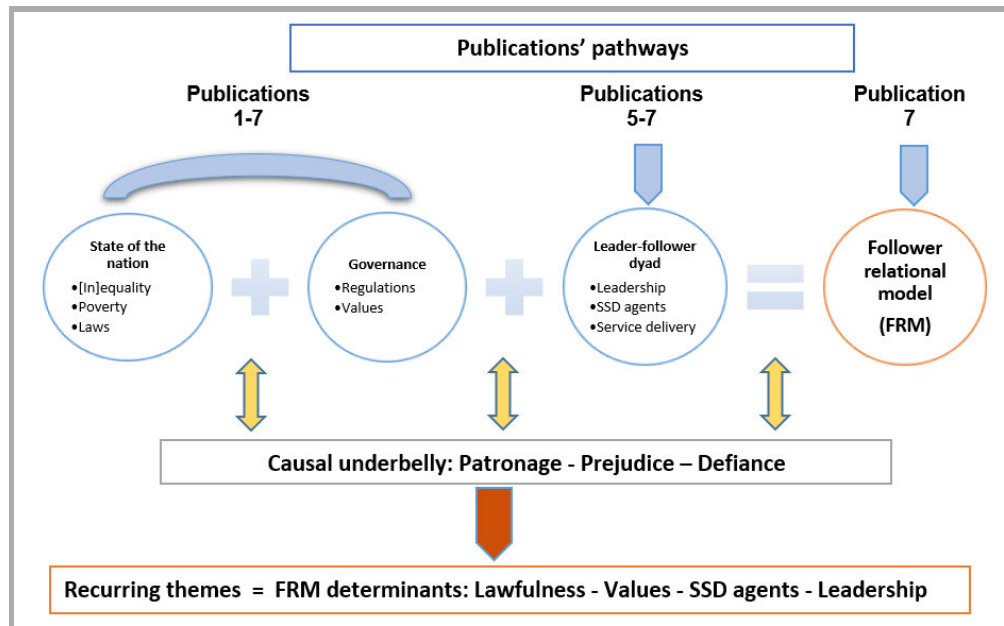 Publications’ pathways
Publications
1-7
Publications
5-7
Publication
7
State of the
nation
•[In]equality
•Poverty
•Laws
Governance
•Regulations
•Values
Leader-follower
dyad
•Leadership
•SSD agents
•Service delivery
Follower
relational
model
(FRM)
Causal underbelly: Patronage - Prejudice – Defiance
Recurring themes = FRM determinants: Lawfulness - Values - SSD agents - Leadership